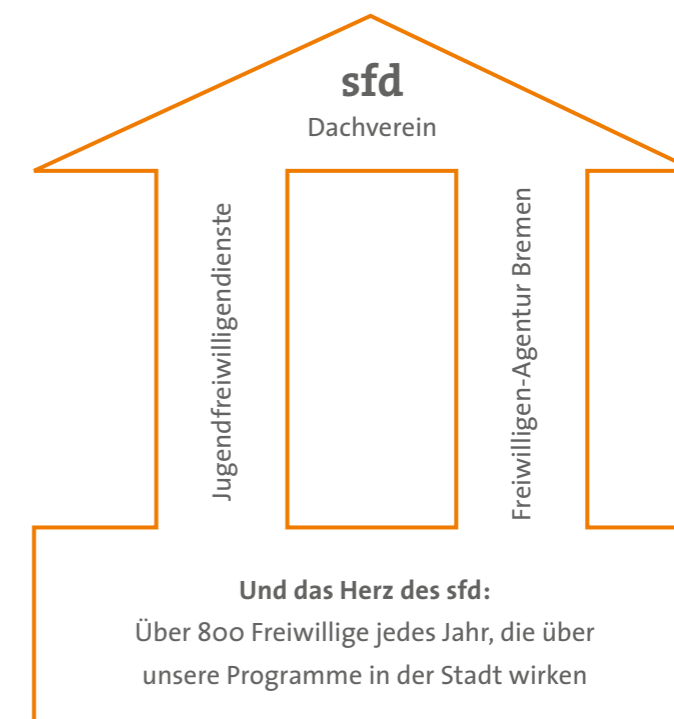 sfd
Dachverein
Jugendfreiwilligendienste
Freiwilligen-Agentur Bremen
Und das Herz des sfd:
Über 800 Freiwillige jedes Jahr, die über
unsere Programme in der Stadt wirken